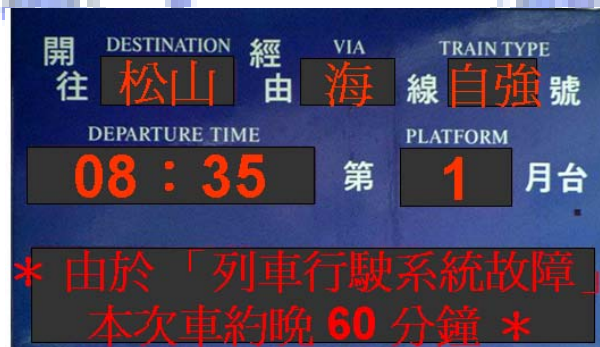 開往 DESTINATION 松山 經由 VIA 海線 TRAIN TYPE 自強號
DEPARTURE TIME 08：35 第 PLATFORM 1 月台
＊ 由於「列車行駛系統故障」
本次車約晚 60 分鐘 ＊